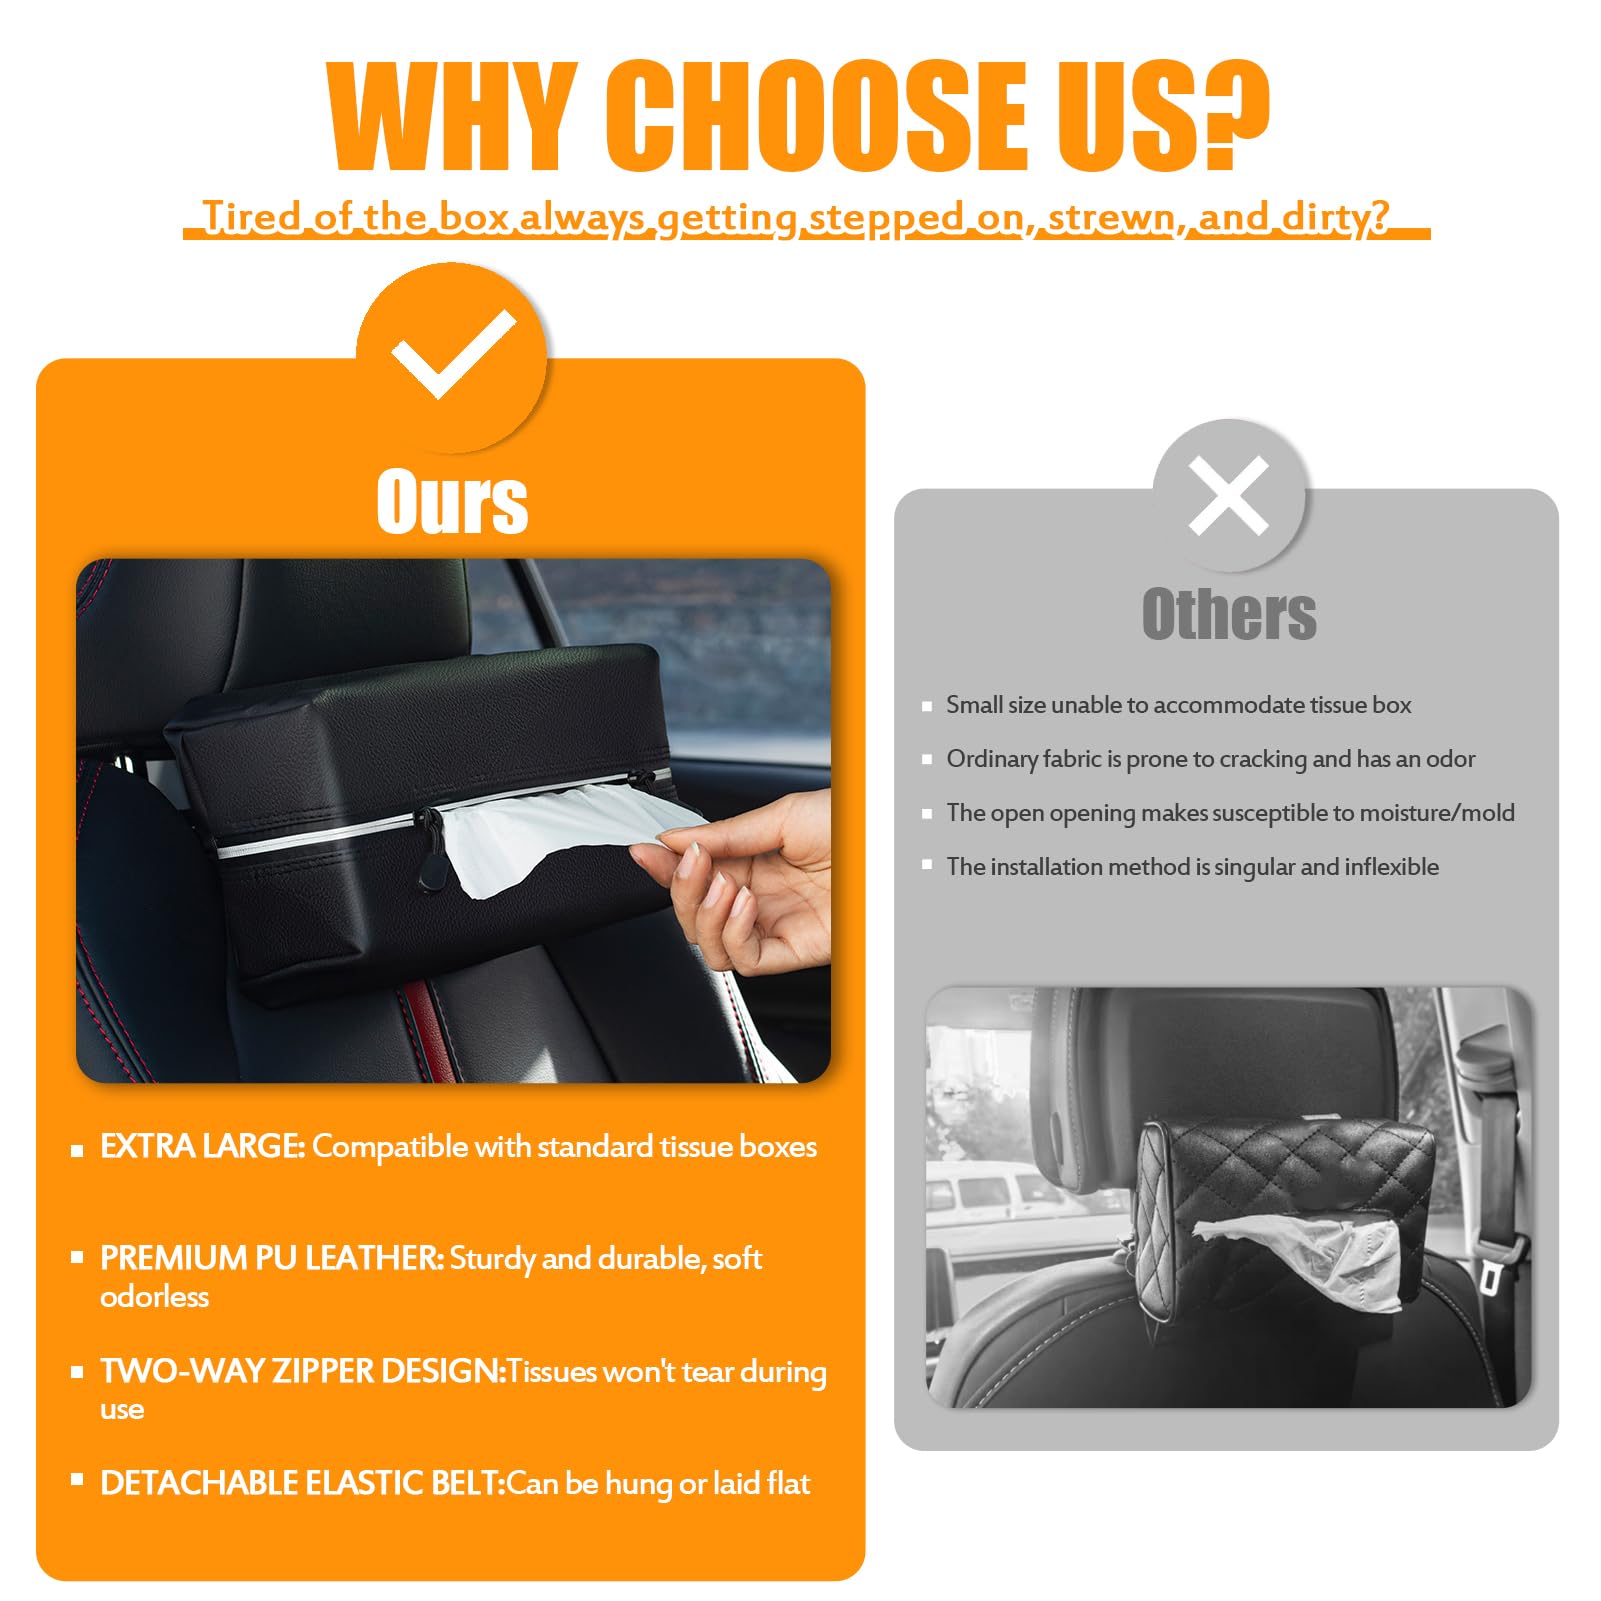 WHY CHOOSE US?
Tired of the box always getting stepped on, strewn, and dirty?
Ours
EXTRA LARGE: Compatible with standard tissue boxes
PREMIUM PU LEATHER: Sturdy and durable, soft
odorless
TWO-WAY ZIPPER DESIGN:Tissues won't tear during
use
DETACHABLE ELASTIC BELT:Can be hung or laid flat
Others
Small size unable to accommodate tissue box
Ordinary fabric is prone to cracking and has an odor
The open opening makes susceptible to moisture/mold
The installation method is singular and inflexible